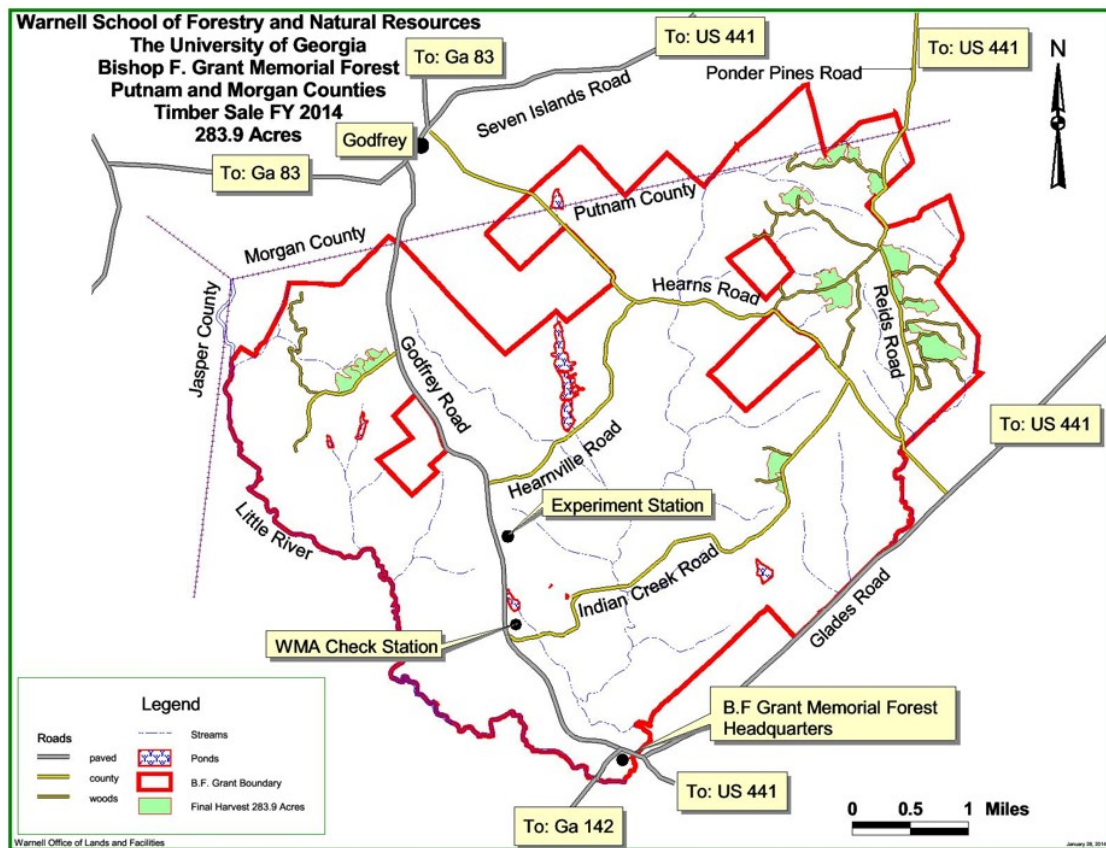 Warnell School of Forestry and Natural Resources
The University of Georgia
Bishop F. Grant Memorial Forest
Putnam and Morgan Counties
Timber Sale FY 2014
283.9 Acres
To: Ga 83
To: US 441
To: US 441
N
Ponder Pines Road
Seven Islands Road
Godfrey
To: Ga 83
Putnam County
Morgan County
Jasper County
Hearns Road
Reids Road
Godfrey Road
To: US 441
Hearnville Road
Little River
Experiment Station
Indian Creek Road
Glades Road
WMA Check Station
B.F Grant Memorial Forest
Headquarters
To: US 441
To: Ga 142
Legend
Roads
paved
county
woods
Streams
Ponds
B.F. Grant Boundary
Final Harvest 283.9 Acres
0 0.5 1 Miles
Warnell Office of Lands and Facilities
January 28, 2014